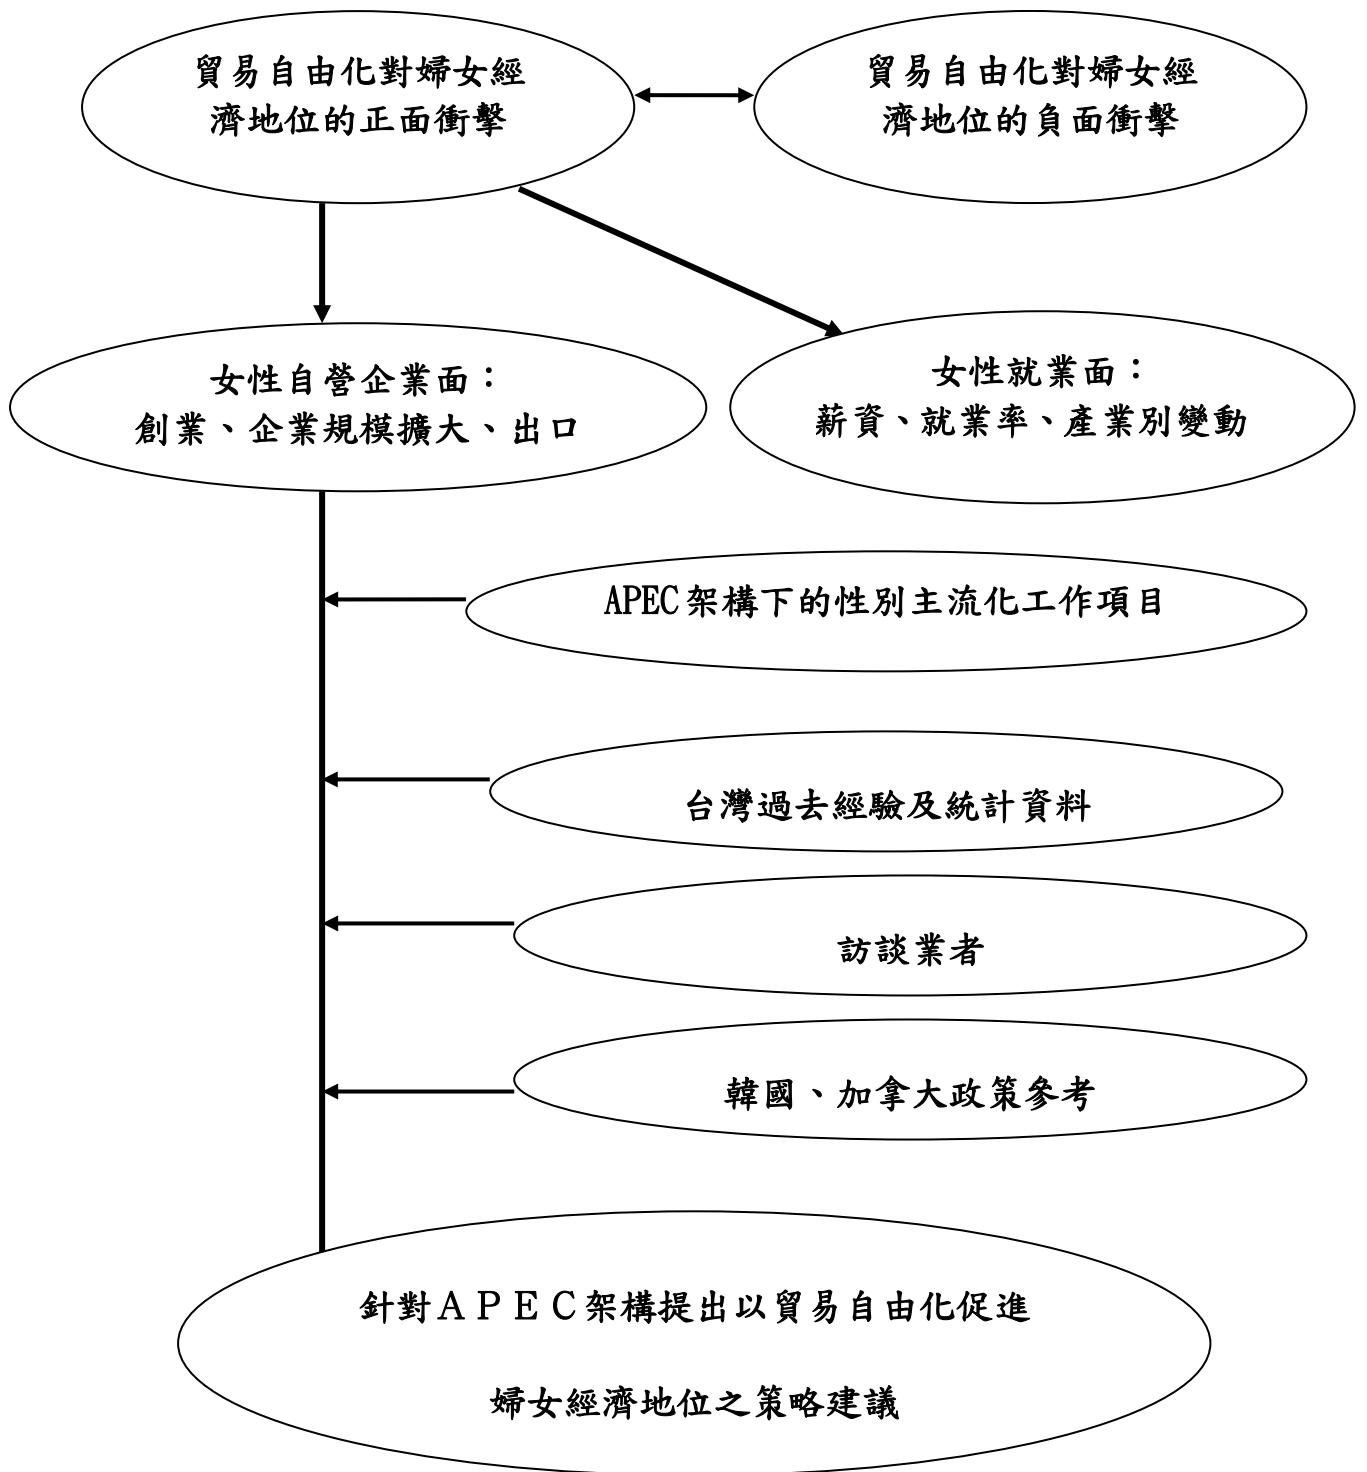 貿易自由化對婦女經
濟地位的正面衝擊
貿易自由化對婦女經
濟地位的負面衝擊
女性自營企業面：
創業、企業規模擴大、出口
女性就業面：
薪資、就業率、產業別變動
APEC架構下的性別主流化工作項目
台灣過去經驗及統計資料
訪談業者
韓國、加拿大政策參考
針對ＡＰＥＣ架構提出以貿易自由化促進
婦女經濟地位之策略建議